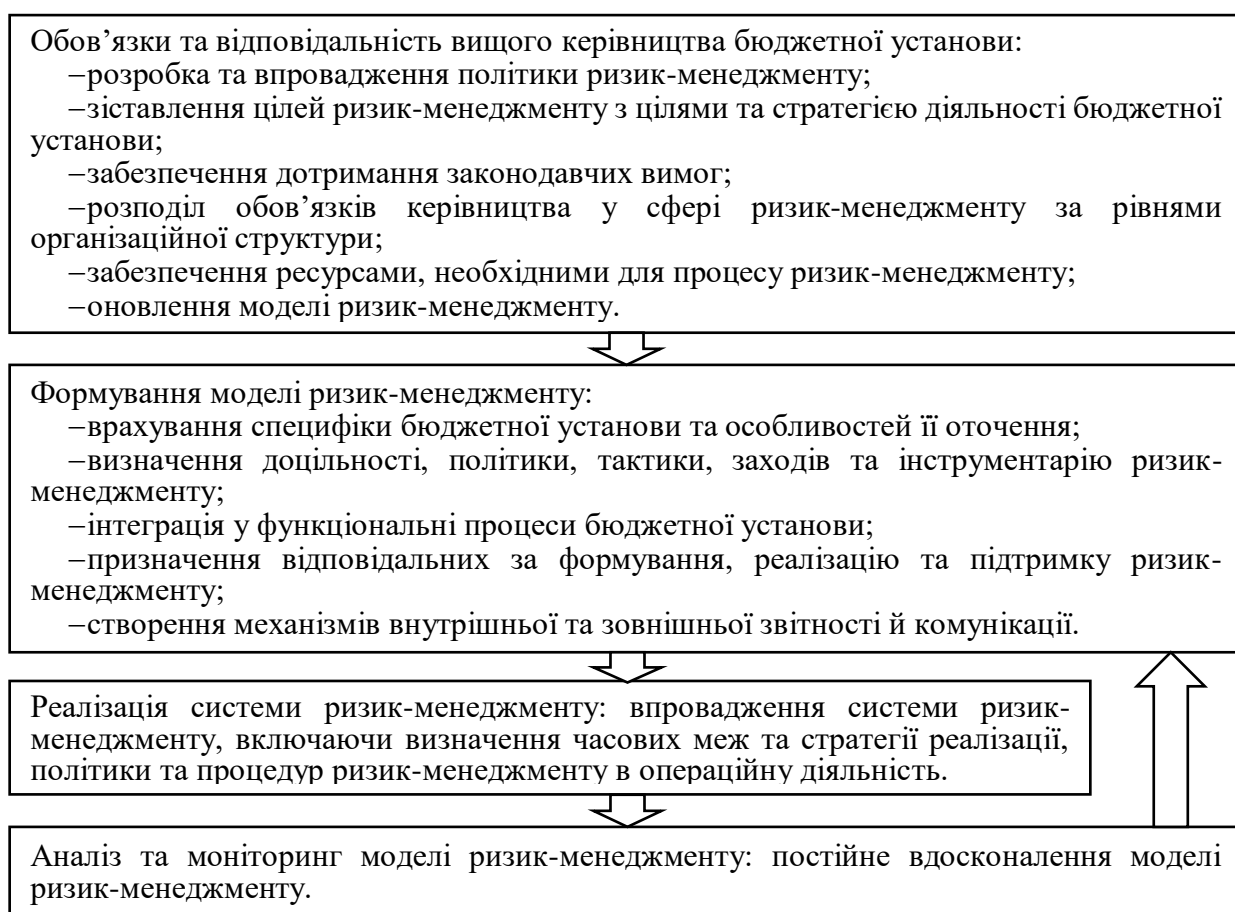 Обов’язки та відповідальність вищого керівництва бюджетної установи:
−розробка та впровадження політики ризик-менеджменту;
−зіставлення цілей ризик-менеджменту з цілями та стратегією діяльності бюджетної
установи;
−забезпечення дотримання законодавчих вимог;
−розподіл обов’язків керівництва у сфері ризик-менеджменту за рівнями
організаційної структури;
−забезпечення ресурсами, необхідними для процесу ризик-менеджменту;
−оновлення моделі ризик-менеджменту.
Формування моделі ризик-менеджменту:
−врахування специфіки бюджетної установи та особливостей її оточення;
−визначення доцільності, політики, тактики, заходів та інструментарію ризик-
менеджменту;
−інтеграція у функціональні процеси бюджетної установи;
−призначення відповідальних за формування, реалізацію та підтримку ризик-
менеджменту;
−створення механізмів внутрішньої та зовнішньої звітності й комунікації.
Реалізація системи ризик-менеджменту: впровадження системи ризик-
менеджменту, включаючи визначення часових меж та стратегії реалізації,
політики та процедур ризик-менеджменту в операційну діяльність.
Аналіз та моніторинг моделі ризик-менеджменту: постійне вдосконалення моделі
ризик-менеджменту.